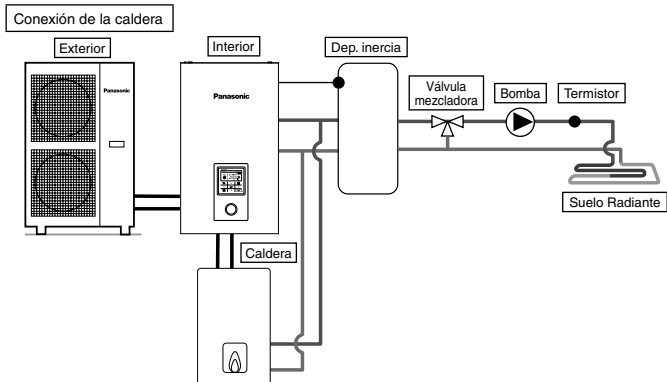 Conexión de la caldera
Exterior
Interior
Dep. inercia
Panasonic
Panasonic
Válvula
mezcladora
Bomba
Termistor
Suelo Radiante
Caldera